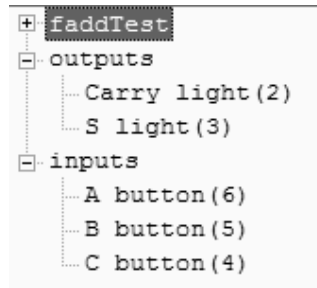 faddTest
outputs
Carry light(2)
S light(3)
inputs
A button(6)
B button(5)
C button(4)